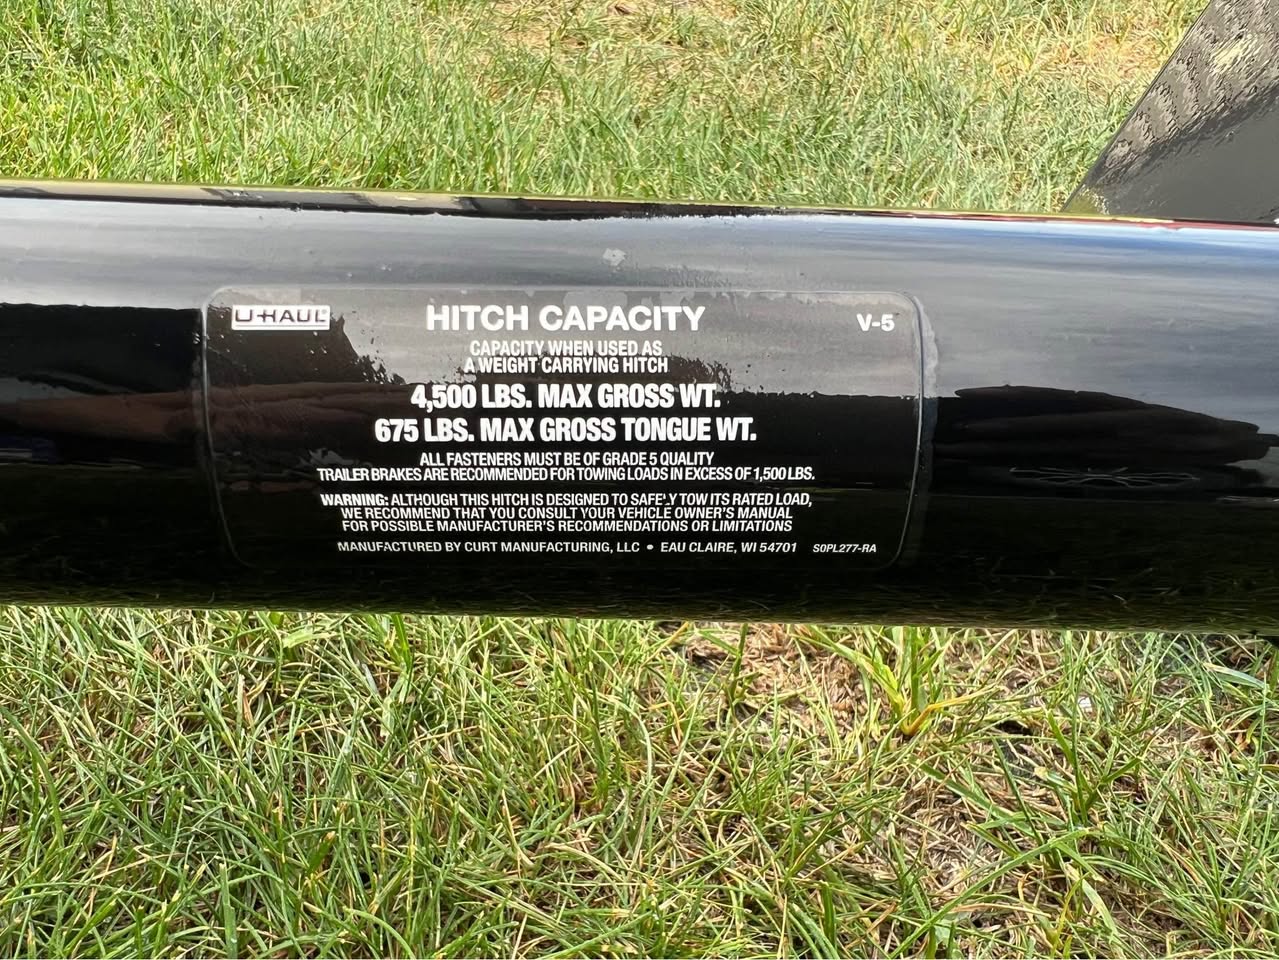 U-HAUL HITCH CAPACITY V-5
CAPACITY WHEN USED AS
A WEIGHT CARRYING HITCH
4,500 LBS. MAX GROSS WT.
675 LBS. MAX GROSS TONGUE WT.
ALL FASTENERS MUST BE OF GRADE 5 QUALITY
TRAILER BRAKES ARE RECOMMENDED FOR TOWING LOADS IN EXCESS OF 1,500 LBS.
WARNING: ALTHOUGH THIS HITCH IS DESIGNED TO SAFELY TOW ITS RATED LOAD,
WE RECOMMEND THAT YOU CONSULT YOUR VEHICLE OWNER'S MANUAL
FOR POSSIBLE MANUFACTURER'S RECOMMENDATIONS OR LIMITATIONS
MANUFACTURED BY CURT MANUFACTURING, LLC • EAU CLAIRE, WI 54701 S0PL277-RA